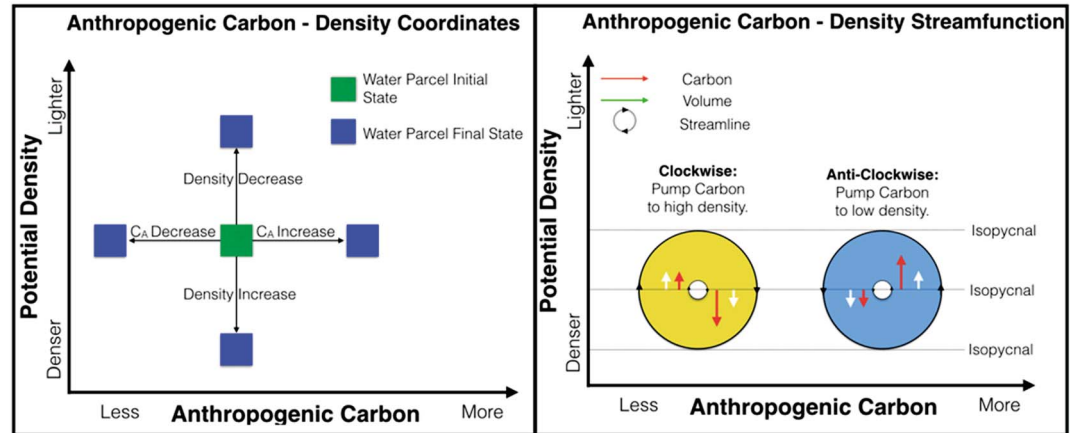 Anthropogenic Carbon - Density Coordinates
Potential Density
Lighter
Denser
Water Parcel Initial
State
Water Parcel Final State
Density Decrease
CA Decrease
CA Increase
Density Increase
Less
Anthropogenic Carbon
More
Anthropogenic Carbon - Density Streamfunction
Potential Density
Lighter
Denser
Carbon
Volume
Streamline
Clockwise:
Pump Carbon
to high density.
Anti-Clockwise:
Pump Carbon
to low density.
Isopycnal
Isopycnal
Isopycnal
Less
Anthropogenic Carbon
More